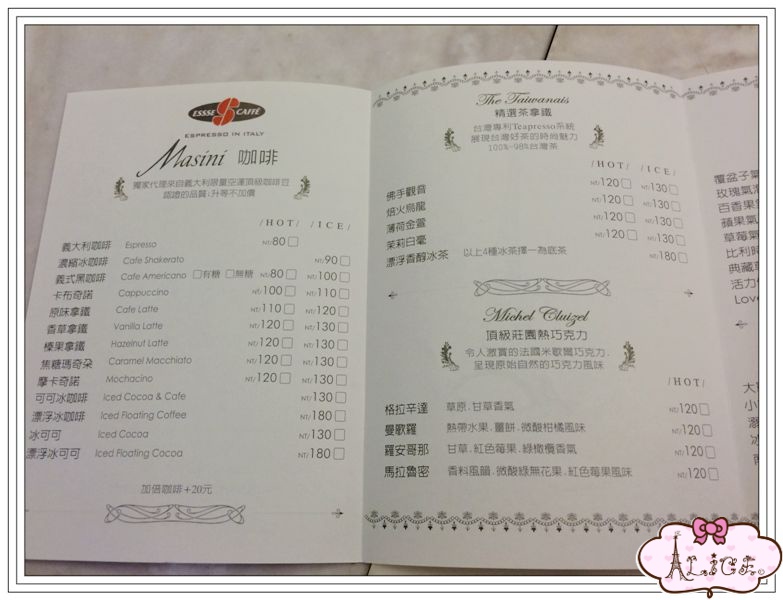 ESSSE CAFFÈ
ESPRESSO IN ITALY
Masini 咖啡
獨家代理來自義大利限量空運頂級咖啡豆
認證的品質;升等不加價
/HOT/ /ICE/
義大利咖啡 Espresso NT/80
濃縮冰咖啡 Cafe Shakerato NT/90
義式黑咖啡 Cafe Americano 有糖 無糖 NT/80 NT/100
卡布奇諾 Cappuccino NT/100 NT/110
原味拿鐵 Cafe Latte NT/110 NT/120
香草拿鐵 Vanilla Latte NT/120 NT/130
榛果拿鐵 Hazelnut Latte NT/120 NT/130
焦糖瑪奇朵 Caramel Macchiato NT/120 NT/130
摩卡奇諾 Mochacino NT/120 NT/130
可可冰咖啡 Iced Cocoa & Cafe NT/130
漂浮冰咖啡 Iced Floating Coffee NT/180
冰可可 Iced Cocoa NT/130
漂浮冰可可 Iced Floating Cocoa NT/180
加倍咖啡+20元
The Taiwanais
精選茶拿鐵
台灣專利Teapresso系統
展現台灣好茶的時尚魅力
100%-98%台灣茶
/HOT/ /ICE/
佛手觀音 NT/120 NT/130
焙火烏龍 NT/120 NT/130
薄荷金萱 NT/120 NT/130
茉莉白毫 NT/120 NT/130
漂浮香醇冰茶 以上4種冰茶擇一為底茶 NT/180
Michel Cluizel
頂級莊園熱巧克力
令人激賞的法國米歇爾巧克力.
呈現原始自然的巧克力風味
/HOT/
格拉辛達 草原.甘草香氣 NT/120
曼歌羅 熱帶水果.薑餅.微酸柑橘風味 NT/120
羅安哥那 甘草.紅色莓果.綠橄欖香氣 NT/120
馬拉魯密 香料風韻.微酸綠無花果.紅色莓果風味 NT/120
覆盆子氣
玫瑰氣泡
百香果氣
蘋果氣
草莓氣
比利時
典藏
活力
Lov
大
小
冰
ALICE